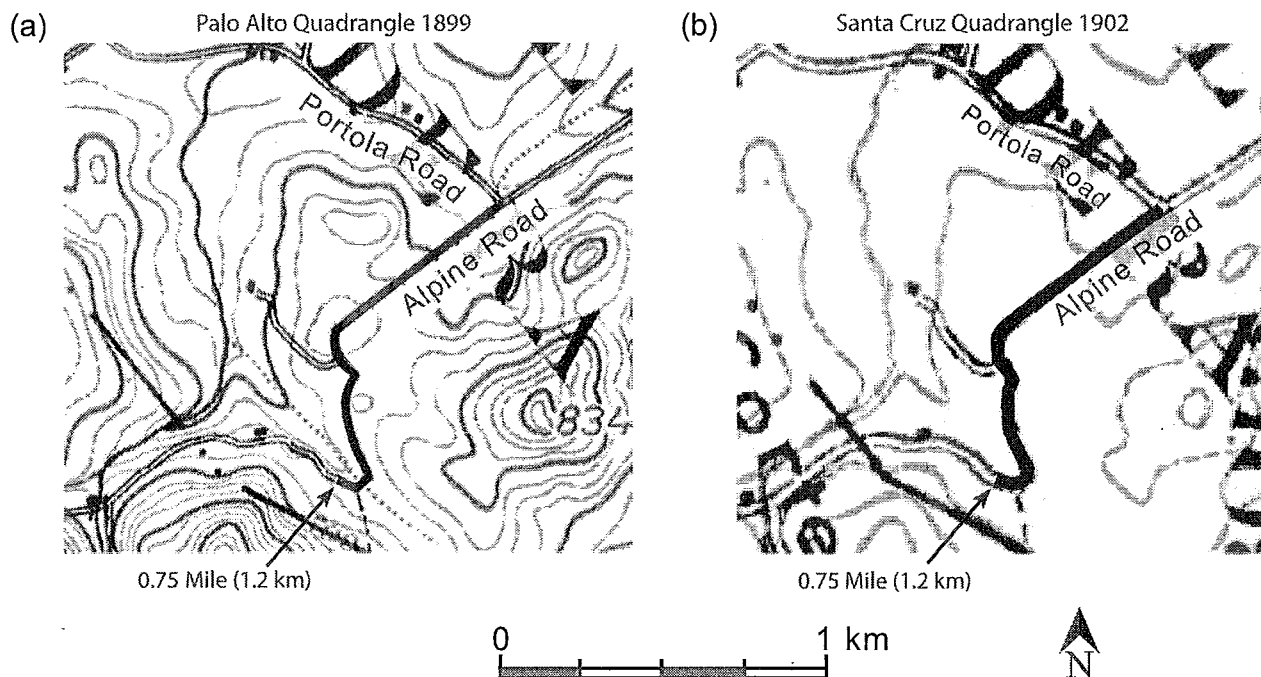 (a)
Palo Alto Quadrangle 1899
Portola Road
Alpine Road
834
0.75 Mile (1.2 km)
(b)
Santa Cruz Quadrangle 1902
Portola Road
Alpine Road
0.75 Mile (1.2 km)
0
1 km
N